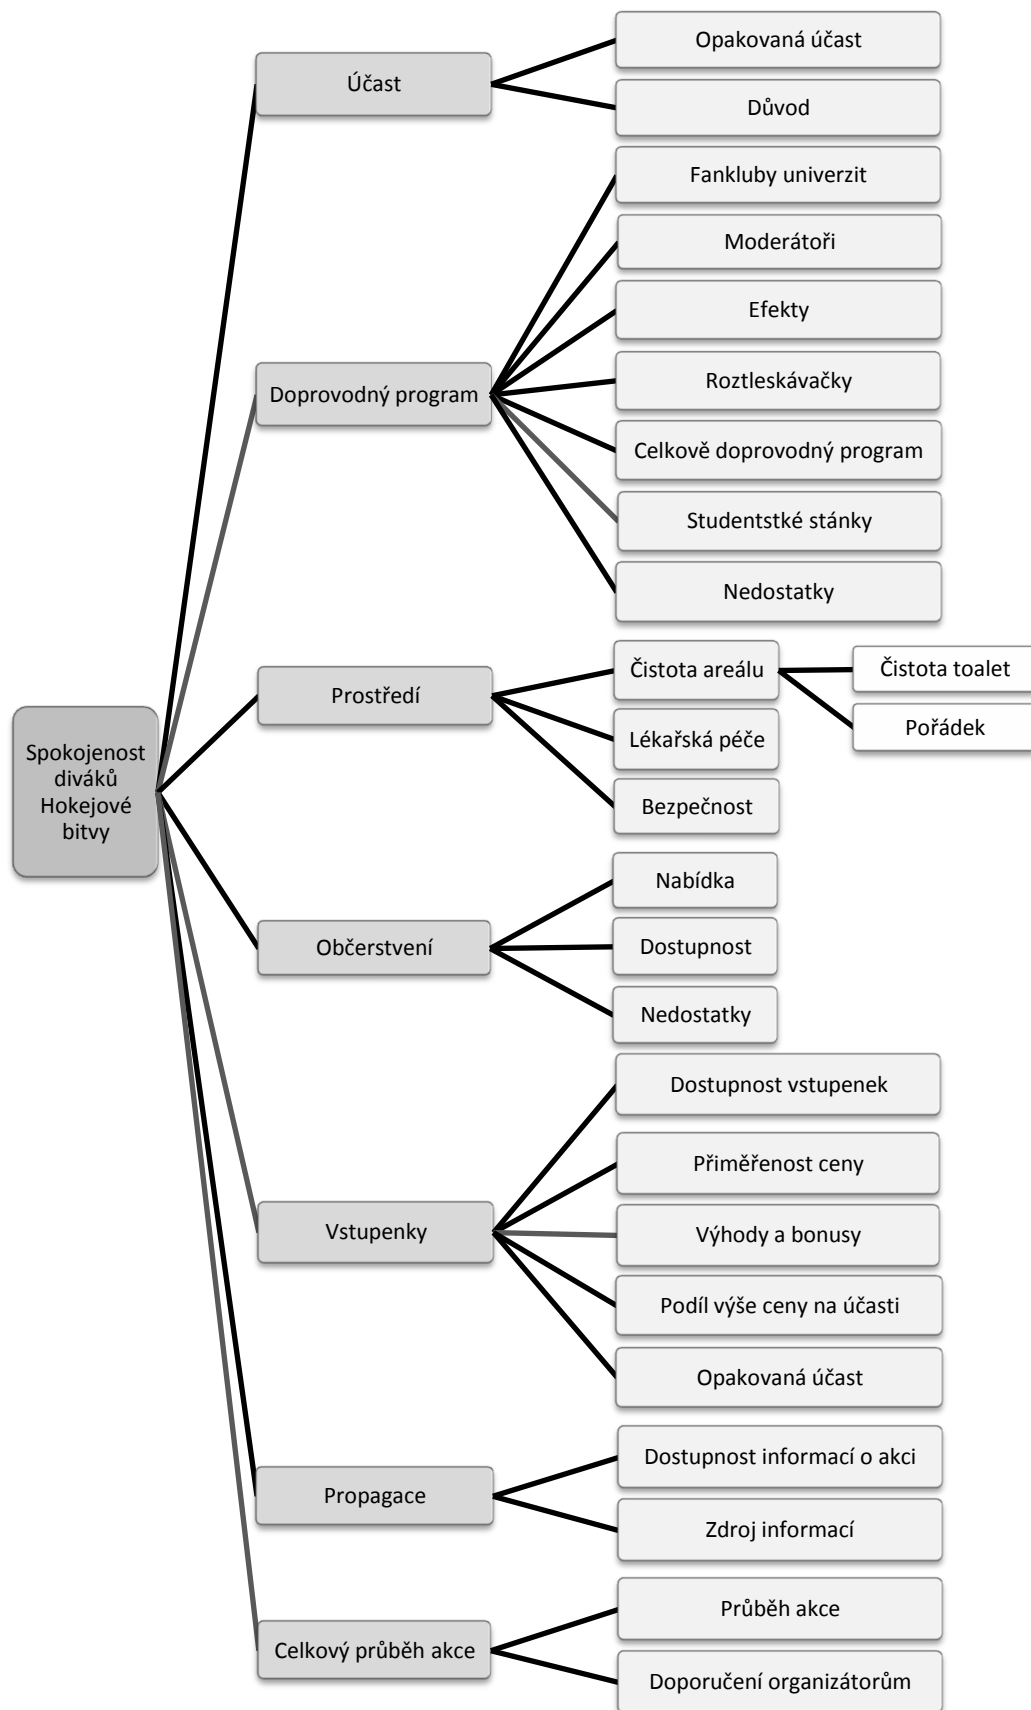 Opakovaná účast
Účast
Důvod
Fankluby univerzit
Moderátoři
Efekty
Doprovodný program
Roztleskávačky
Celkově doprovodný program
Studentstké stánky
Nedostatky
Čistota areálu
Čistota toalet
Prostředí
Pořádek
Lékařská péče
Bezpečnost
Spokojenost
diváků
Hokejové
bitvy
Nabídka
Občerstvení
Dostupnost
Nedostatky
Dostupnost vstupenek
Přiměřenost ceny
Vstupenky
Výhody a bonusy
Podíl výše ceny na účasti
Opakovaná účast
Dostupnost informací o akci
Propagace
Zdroj informací
Průběh akce
Celkový průběh akce
Doporučení organizátorům